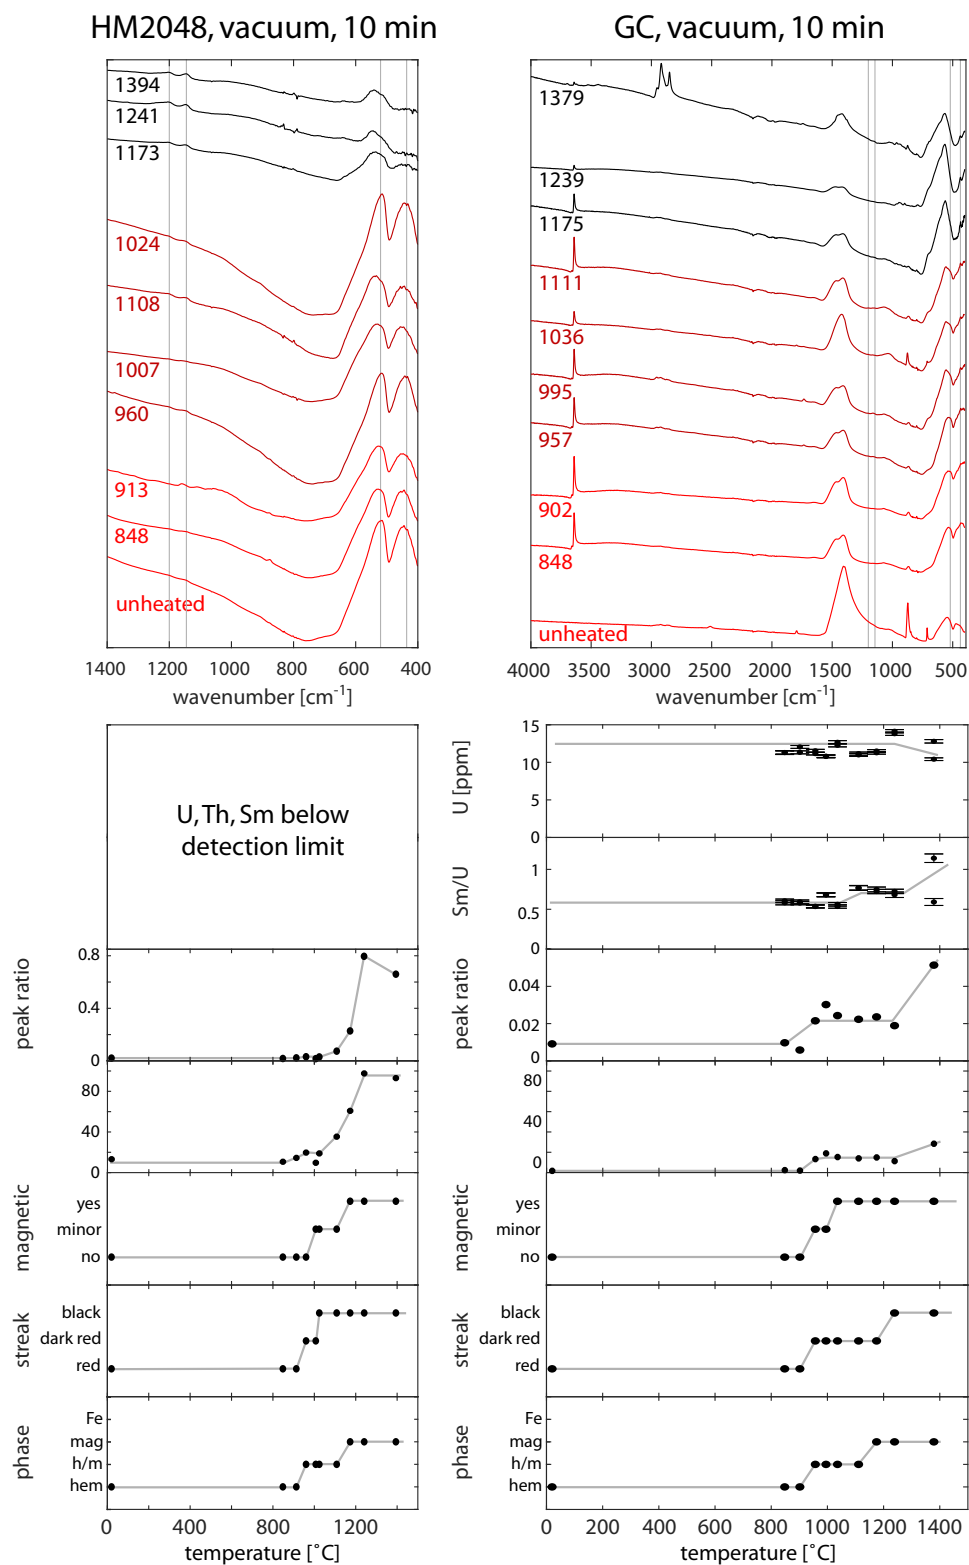 HM2048, vacuum, 10 min
1394
1241
1173
1024
1108
1007
960
913
848
unheated
1400 1200 1000 800 600 400
wavenumber [cm-1]
GC, vacuum, 10 min
1379
1239
1175
1111
1036
995
957
902
848
unheated
4000 3500 3000 2500 2000 1500 1000 500
wavenumber [cm-1]
U, Th, Sm below
detection limit
peak ratio
0.8
0.4
0
80
40
0
magnetic
yes
minor
no
streak
black
dark red
red
phase
Fe
mag
h/m
hem
0 400 800 1200
temperature [˚C]
U [ppm]
15
10
5
0
Sm/U
1
0.5
0
peak ratio
0.04
0.02
0
80
40
0
magnetic
yes
minor
no
streak
black
dark red
red
phase
Fe
mag
h/m
hem
0 200 400 600 800 1000 1200 1400
temperature [˚C]